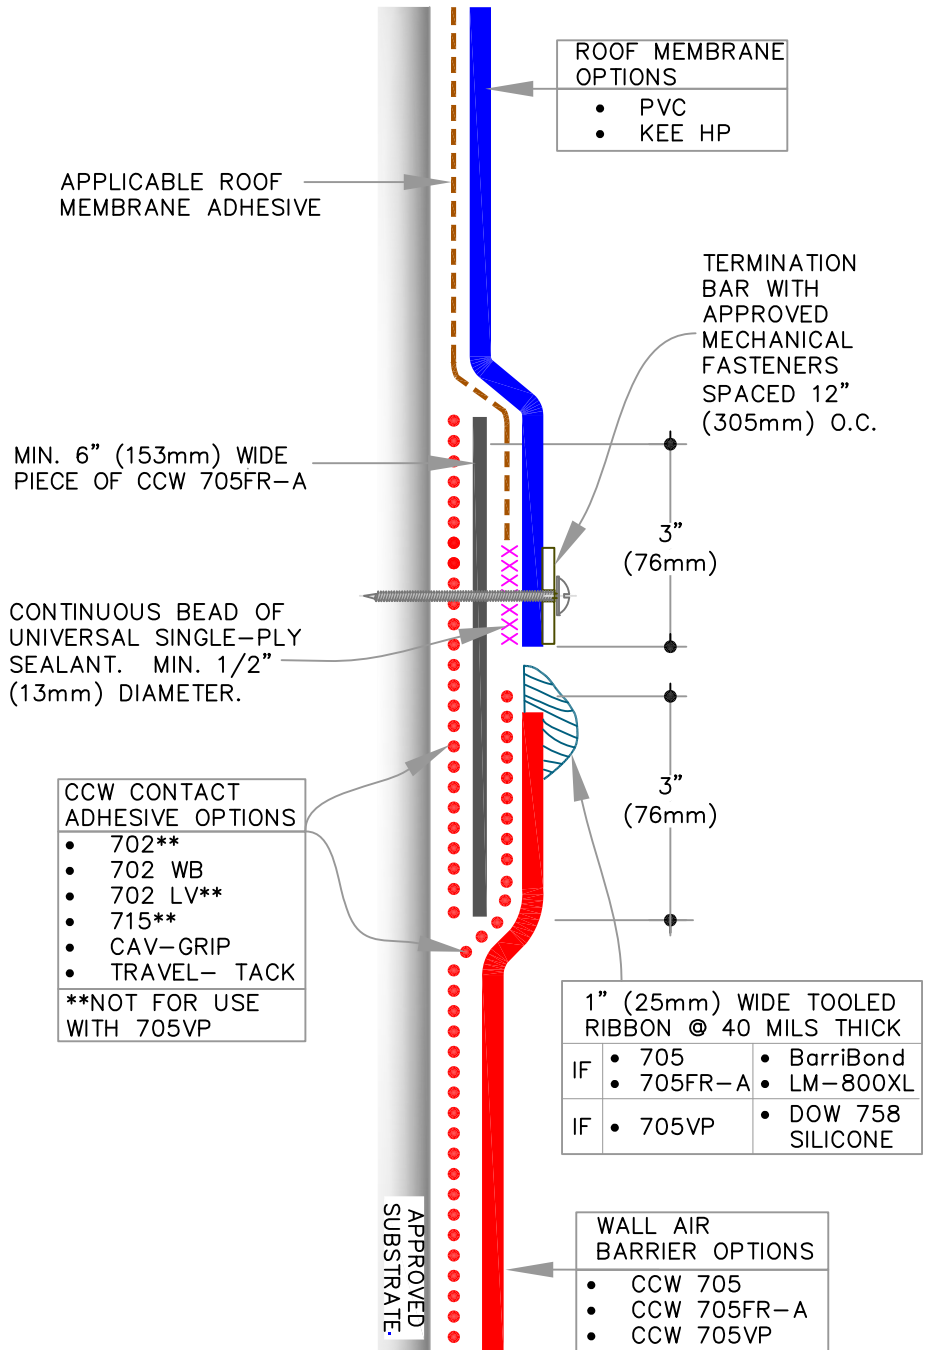 ROOF MEMBRANE
OPTIONS
• PVC
• KEE HP
APPLICABLE ROOF
MEMBRANE ADHESIVE
TERMINATION
BAR WITH
APPROVED
MECHANICAL
FASTENERS
SPACED 12”
(305mm) O.C.
MIN. 6” (153mm) WIDE
PIECE OF CCW 705FR-A
3”
(76mm)
CONTINUOUS BEAD OF
UNIVERSAL SINGLE-PLY
SEALANT. MIN. 1/2”
(13mm) DIAMETER.
3”
(76mm)
CCW CONTACT
ADHESIVE OPTIONS
• 702**
• 702 WB
• 702 LV**
• 715**
• CAV-GRIP
• TRAVEL- TACK
**NOT FOR USE
WITH 705VP
1” (25mm) WIDE TOOLED
RIBBON @ 40 MILS THICK
IF • 705 • BarriBond
• 705FR-A • LM-800XL
IF • 705VP • DOW 758
SILICONE
APPROVED
SUBSTRATE.
WALL AIR
BARRIER OPTIONS
• CCW 705
• CCW 705FR-A
• CCW 705VP